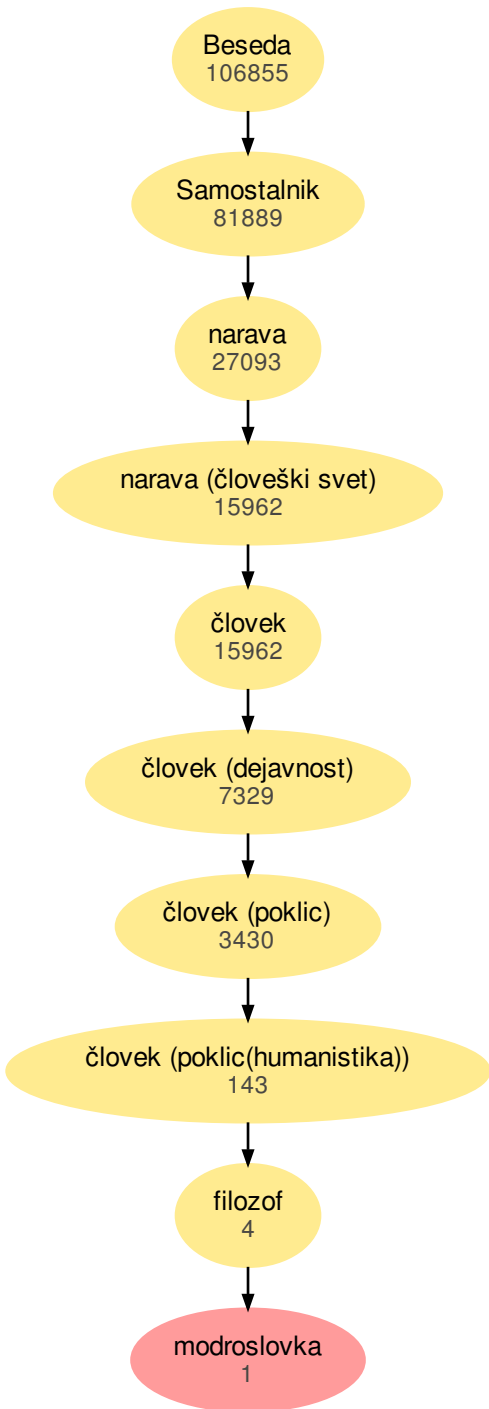 Beseda
106855
Samostalnik
81889
narava
27093
narava (človeški svet)
15962
človek
15962
človek (dejavnost)
7329
človek (poklic)
3430
človek (poklic(humanistika))
143
filozof
4
modroslovka
1